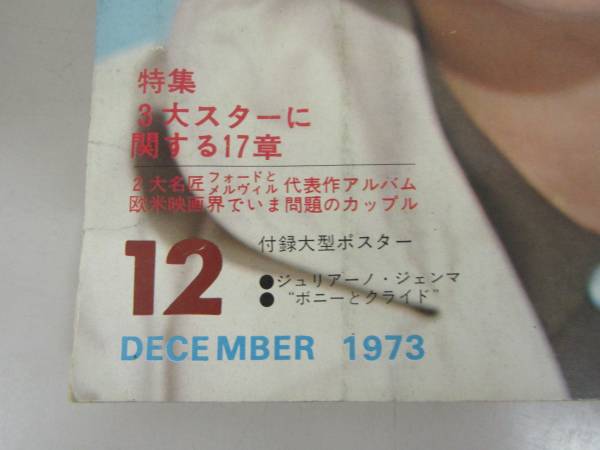 特集
3大スターに
関する17章
2大名匠フォードとメルヴィル代表作アルバム
欧米映画界でいま問題のカップル
12
付録大型ポスター
●ジュリアーノ・ジェンマ
●“ボニーとクライド”
DECEMBER 1973